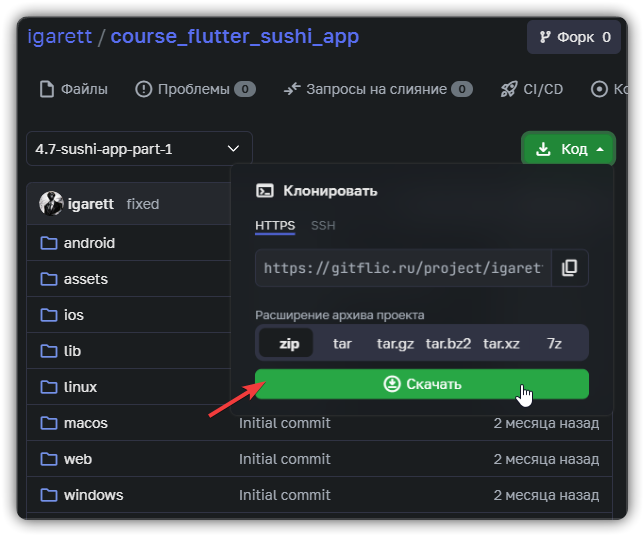 igarett / course_flutter_sushi_app
Форк 0
Файлы
Проблемы 0
Запросы на слияние 0
CI/CD
4.7-sushi-app-part-1
Код
igarett fixed
Клонировать
HTTPS SSH
https://gitflic.ru/project/igaret
Расширение архива проекта
zip tar tar.gz tar.bz2 tar.xz 7z
Скачать
android
assets
ios
lib
linux
macos Initial commit 2 месяца назад
web Initial commit 2 месяца назад
windows Initial commit 2 месяца назад